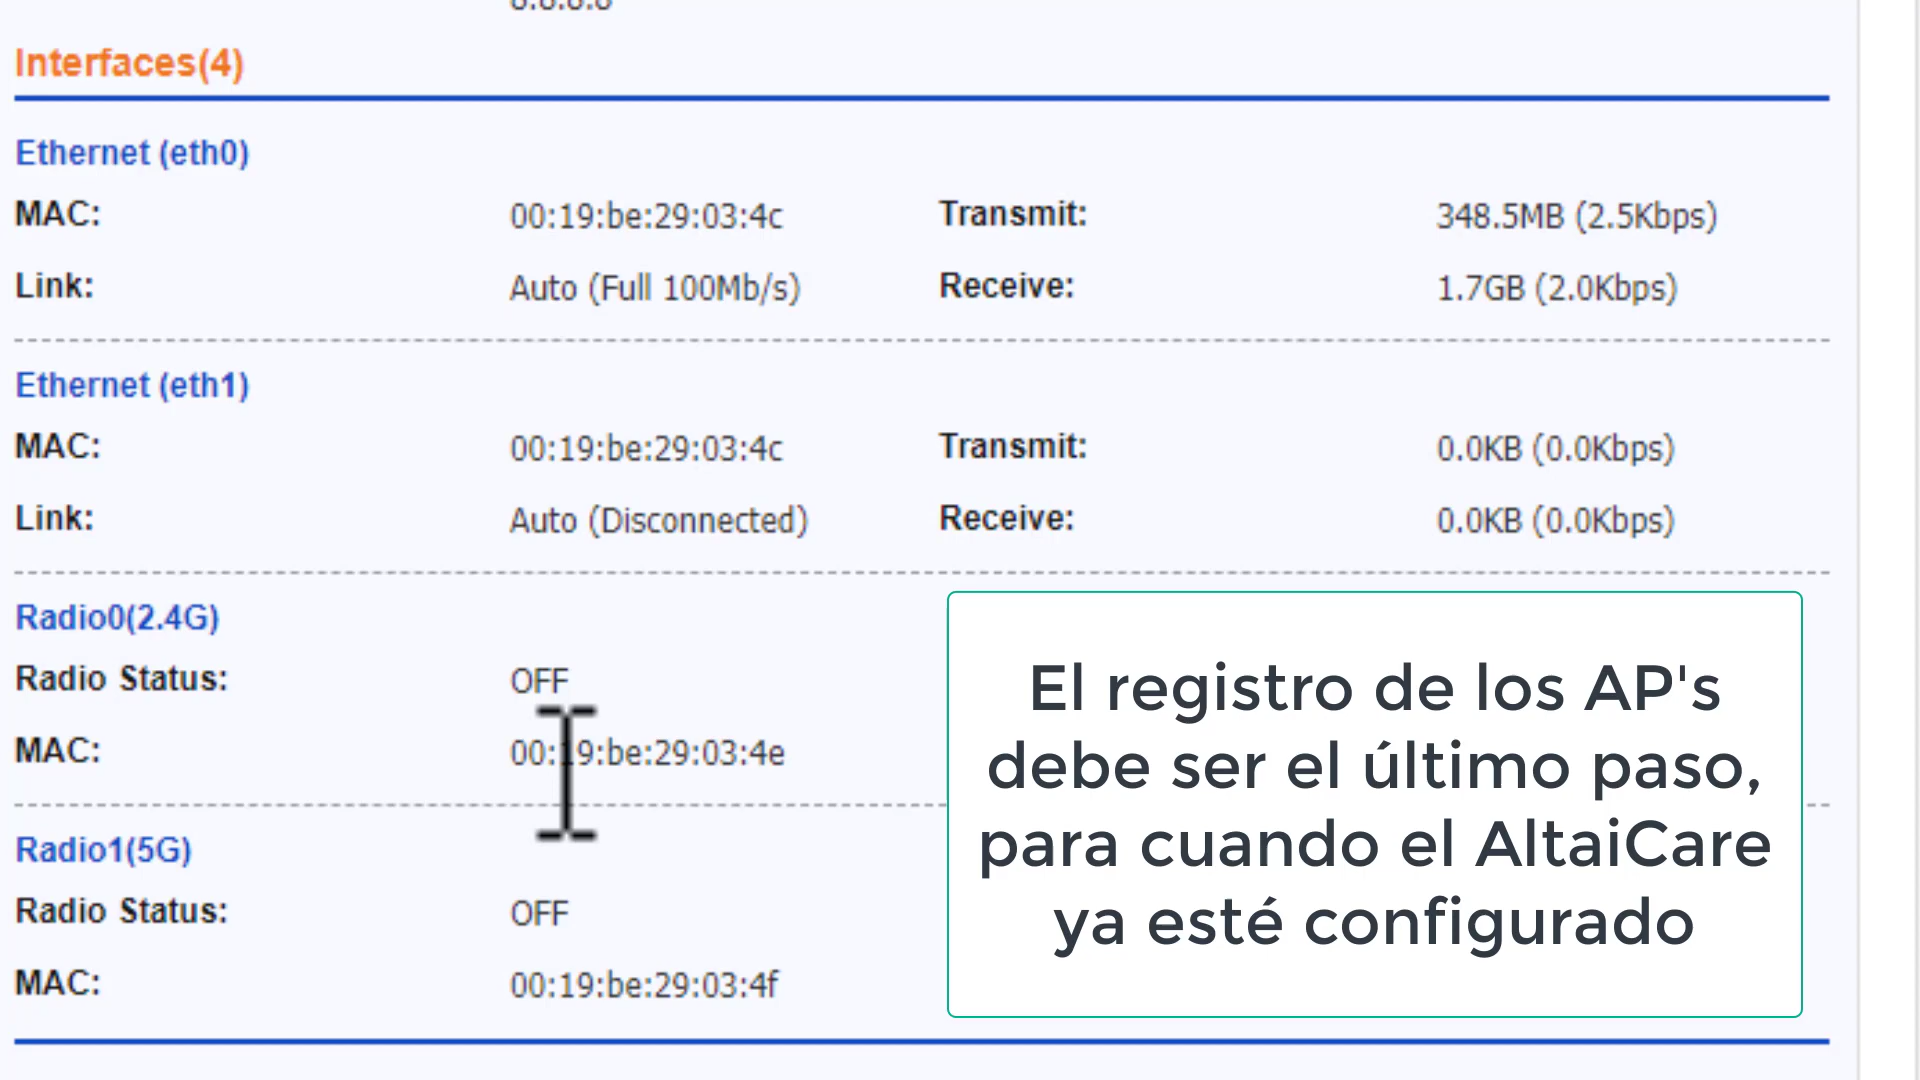 8.8.8.8
Interfaces(4)
Ethernet (eth0)
MAC: 00:19:be:29:03:4c Transmit: 348.5MB (2.5Kbps)
Link: Auto (Full 100Mb/s) Receive: 1.7GB (2.0Kbps)
Ethernet (eth1)
MAC: 00:19:be:29:03:4c Transmit: 0.0KB (0.0Kbps)
Link: Auto (Disconnected) Receive: 0.0KB (0.0Kbps)
Radio0(2.4G)
Radio Status: OFF
MAC: 00:19:be:29:03:4e
Radio1(5G)
Radio Status: OFF
MAC: 00:19:be:29:03:4f
El registro de los AP's
debe ser el último paso,
para cuando el AltaiCare
ya esté configurado